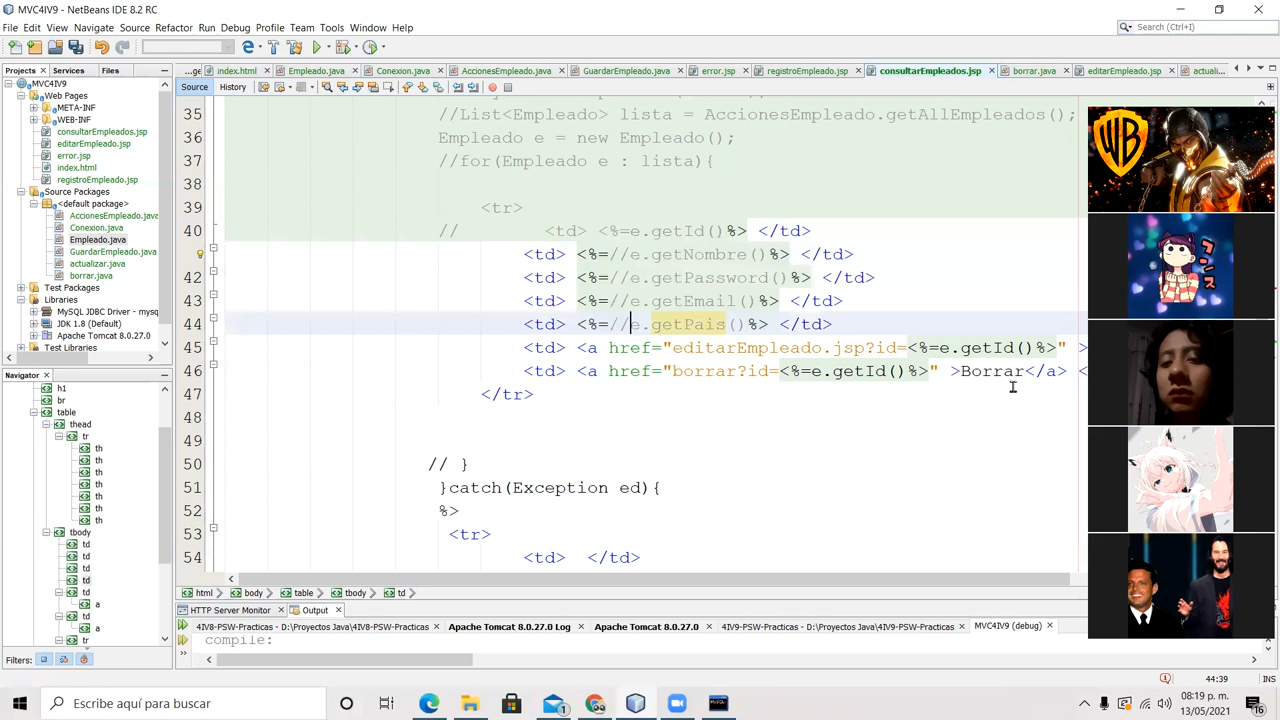 MVC4IV9 - NetBeans IDE 8.2 RC
File Edit View Navigate Source Refactor Run Debug Profile Team Tools Window Help
Search (Ctrl+I)
Projects Services Files
index.html Empleado.java Conexion.java AccionesEmpleado.java GuardarEmpleado.java error.jsp registroEmpleado.jsp consultarEmpleados.jsp borrar.java editarEmpleado.jsp actuali...
Source History
MVC4IV9
Web Pages
META-INF
WEB-INF
consultarEmpleados.jsp
editarEmpleado.jsp
error.jsp
index.html
registroEmpleado.jsp
Source Packages
<default package>
AccionesEmpleado.java
Conexion.java
Empleado.java
GuardarEmpleado.java
actualizar.java
borrar.java
Test Packages
Libraries
MySQL JDBC Driver - mysq
JDK 1.8 (Default)
Apache Tomcat 8.0.27.0
Test Libraries
Navigator
h1
br
table
thead
tr
th
th
th
th
th
th
th
tbody
td
td
td
td
td
a
td
a
tr
Filters:
35 //List<Empleado> lista = AccionesEmpleado.getAllEmpleados();
36 Empleado e = new Empleado();
37 //for(Empleado e : lista){
38
39 <tr>
40 // <td> <%=e.getId()%> </td>
<td> <%=//e.getNombre()%> </td>
42 <td> <%=//e.getPassword()%> </td>
43 <td> <%=//e.getEmail()%> </td>
44 <td> <%=//e.getPais()%> </td>
45 <td> <a href="editarEmpleado.jsp?id=<%=e.getId()%>" >
46 <td> <a href="borrar?id=<%=e.getId()%>" >Borrar</a> <
47 </tr>
48
49
50 // }
51 }catch(Exception ed){
52 %>
53 <tr>
54 <td> </td>
html body table tbody td
HTTP Server Monitor Output
4IV8-PSW-Practicas - D:\Proyectos Java\4IV8-PSW-Practicas Apache Tomcat 8.0.27.0 Log Apache Tomcat 8.0.27.0 4IV9-PSW-Practicas - D:\Proyectos Java\4IV9-PSW-Practicas MVC4IV9 (debug)
compile:
44:39 INS
WB
クンス
Escribe aquí para buscar
1
08:19 p. m.
13/05/2021
16